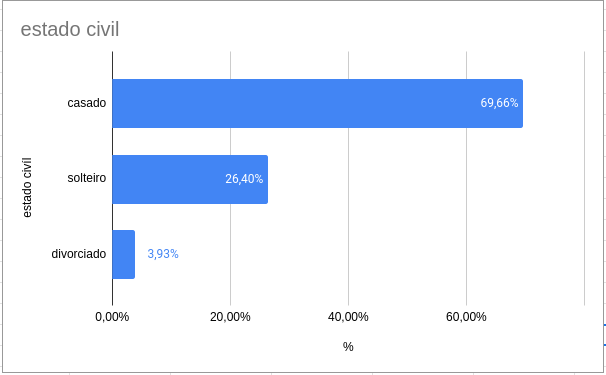 estado civil
casado
69,66%
solteiro
26,40%
divorciado
3,93%
estado civil
0,00%
20,00%
40,00%
60,00%
%